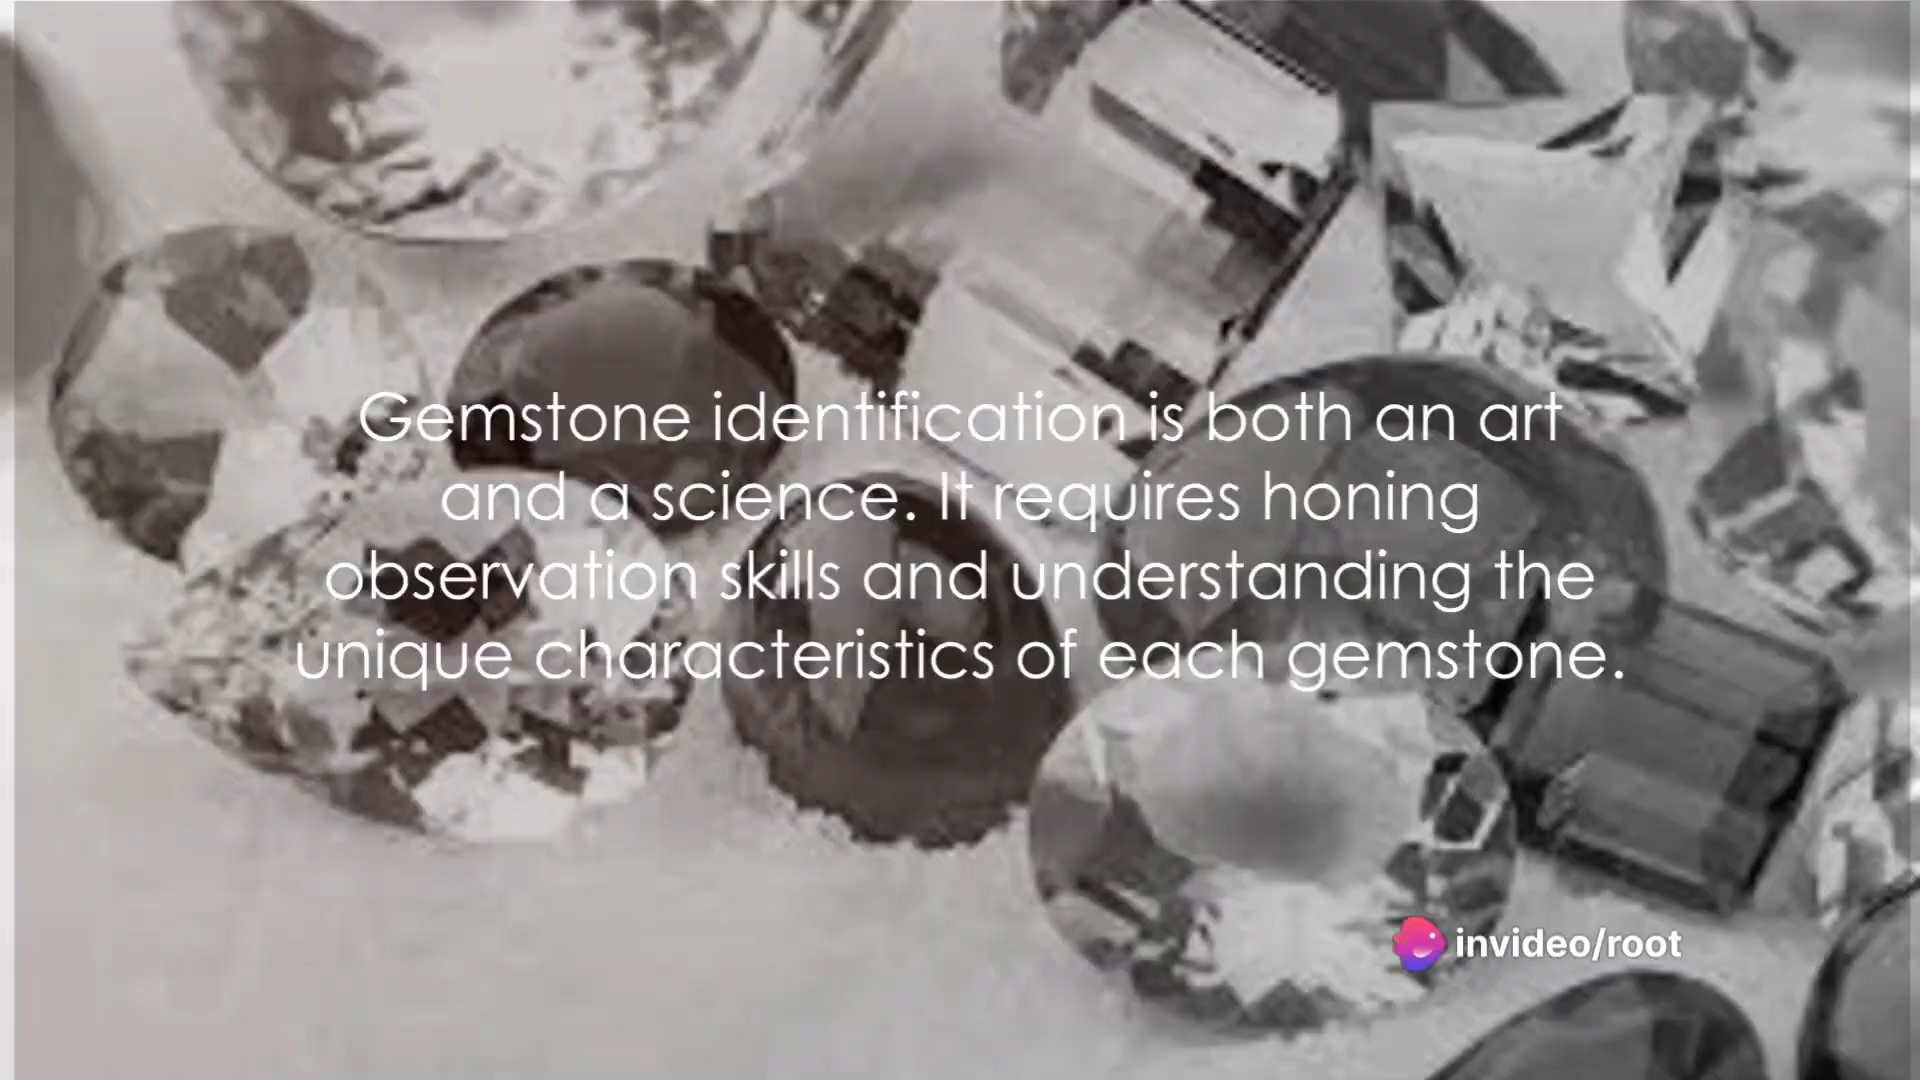 Gemstone identification is both an art
and a science. It requires honing
observation skills and understanding the
unique characteristics of each gemstone.
invideo/root